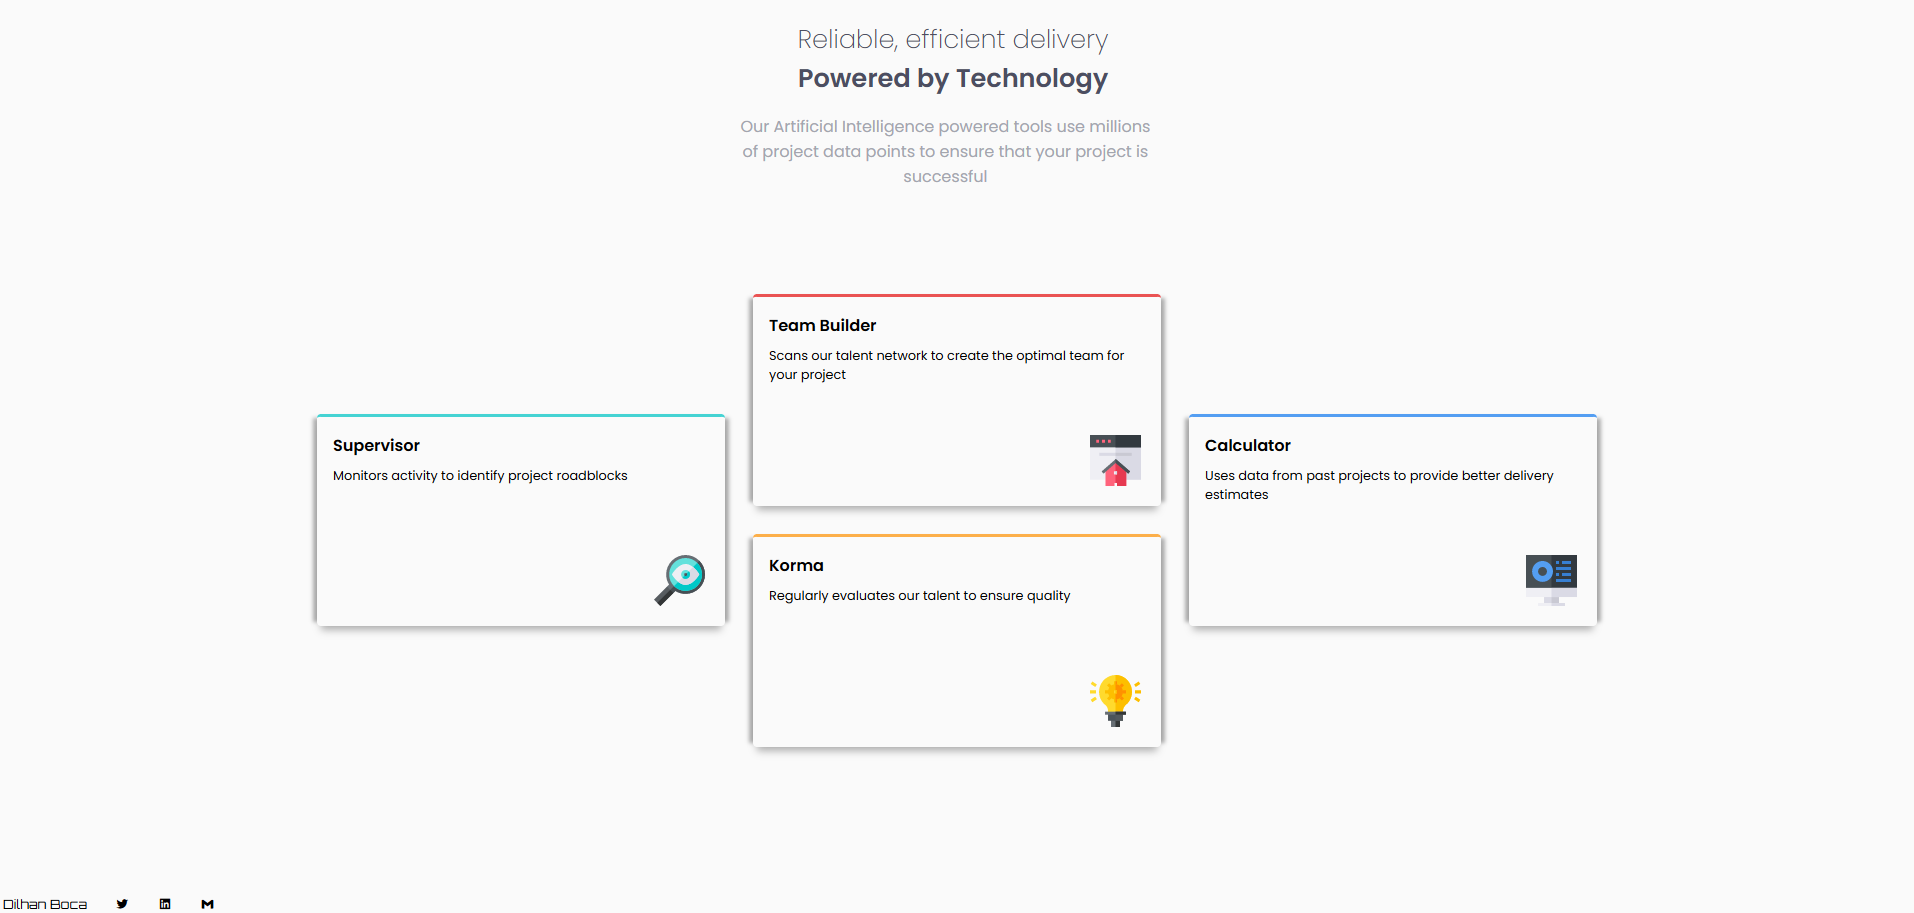 Reliable, efficient delivery
Powered by Technology
Our Artificial Intelligence powered tools use millions
of project data points to ensure that your project is
successful
Team Builder
Scans our talent network to create the optimal team for
your project
Supervisor
Monitors activity to identify project roadblocks
Calculator
Uses data from past projects to provide better delivery
estimates
Korma
Regularly evaluates our talent to ensure quality
Dilhan Boca